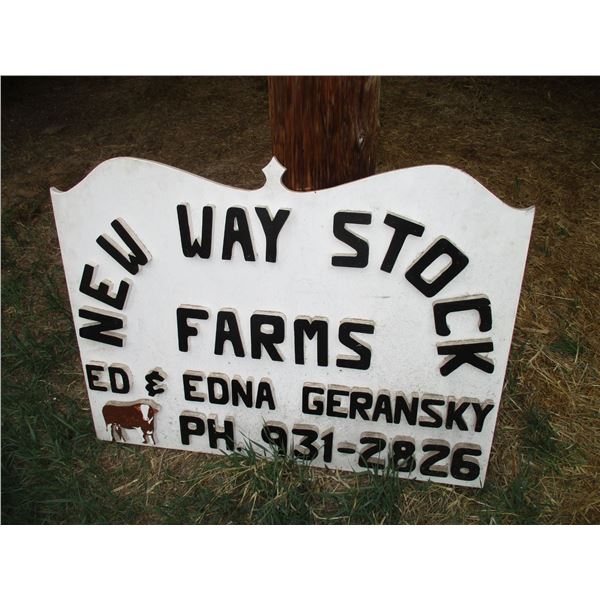 NEW WAY STOCK
FARMS
ED & EDNA GERANSKY
PH. 931-2826